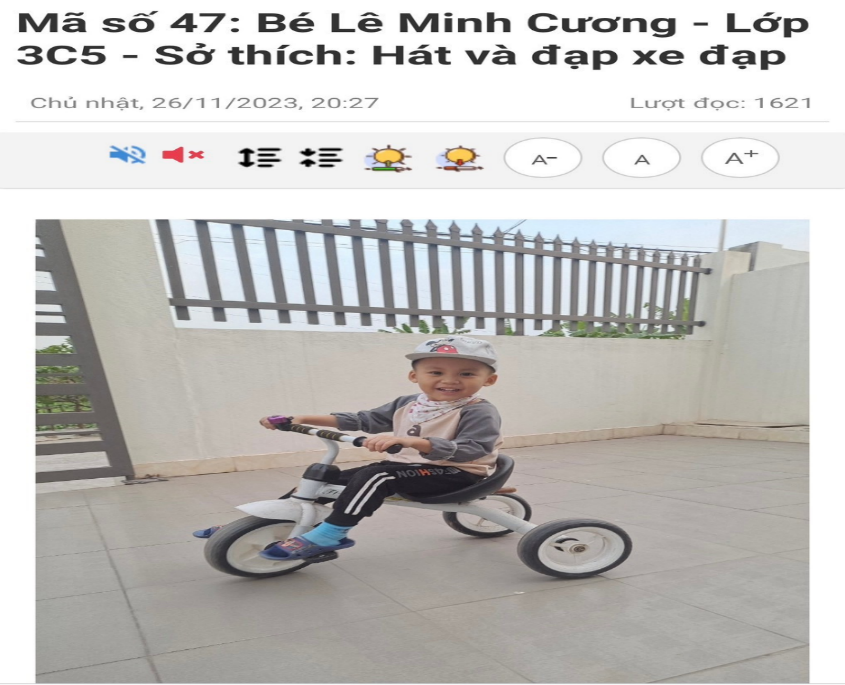 Mã số 47: Bé Lê Minh Cương - Lớp
3C5 - Sở thích: Hát và đạp xe đạp
Chủ nhật, 26/11/2023, 20:27
Lượt đọc: 1621
A-
A
A+